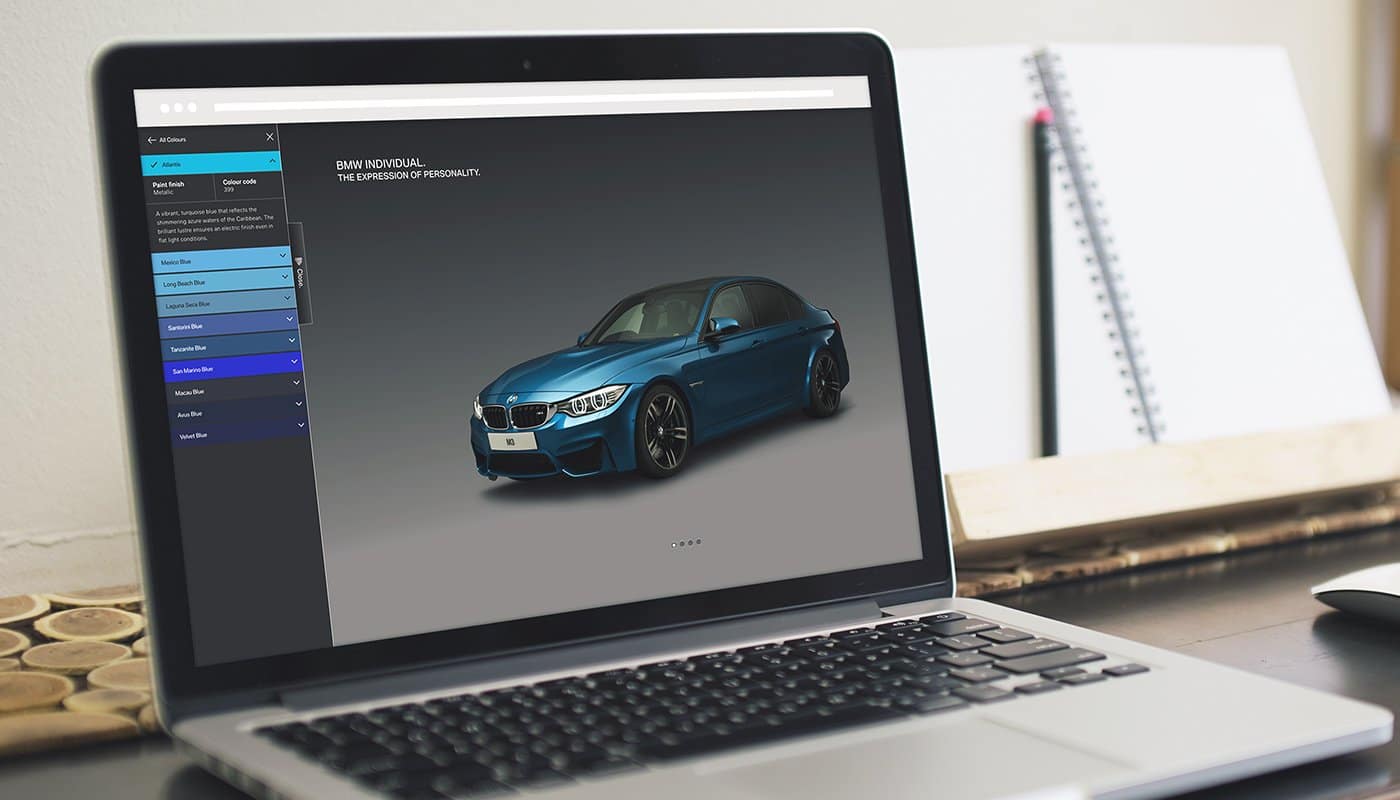 All Colours
BMW INDIVIDUAL.
THE EXPRESSION OF PERSONALITY.
Atlantis
Paint finish
Metallic
Colour code
399
A vibrant, turquoise blue that reflects the
shimmering azure waters of the Caribbean. The
brilliant lustre ensures an electric finish even in
flat light conditions.
Mexico Blue
Long Beach Blue
Laguna Seca Blue
Santorini Blue
Tanzanite Blue
San Marino Blue
Macau Blue
Avus Blue
Velvet Blue
Close.
M3